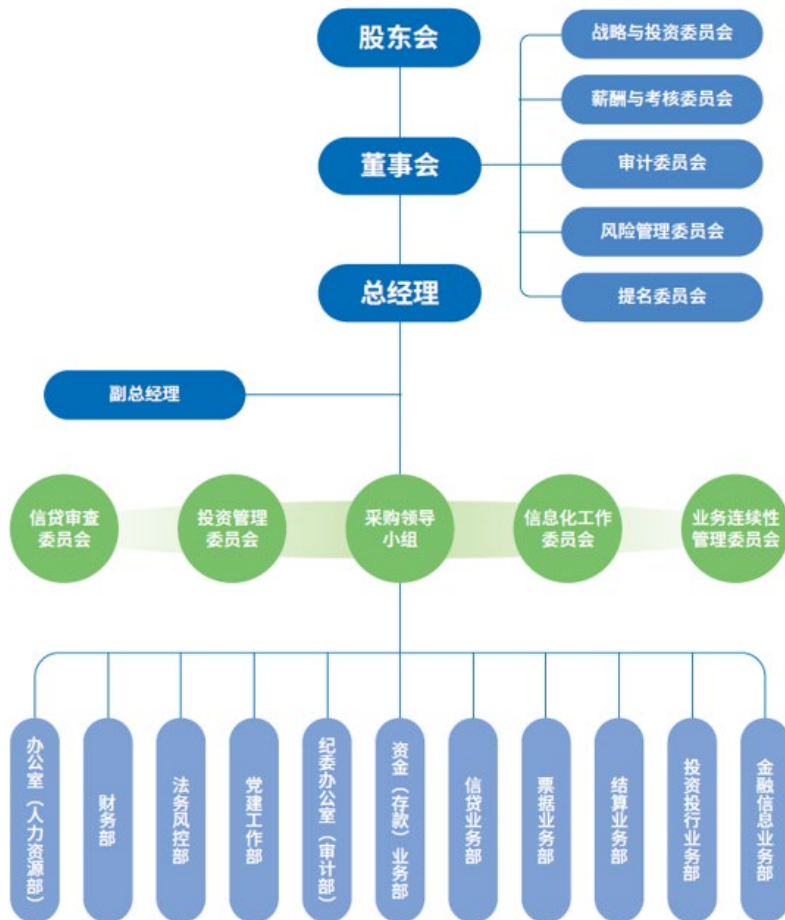 股东会
战略与投资委员会
薪酬与考核委员会
董事会
审计委员会
风险管理委员会
总经理
提名委员会
副总经理
信贷审查
委员会
投资管理
委员会
采购领导
小组
信息化工作
委员会
业务连续性
管理委员会
办公室（人力资源部）
财务部
法务风控部
党建工作部
纪委办公室（审计部）
资金（存款）业务部
信贷业务部
票据业务部
结算业务部
投资投行业务部
金融信息业务部